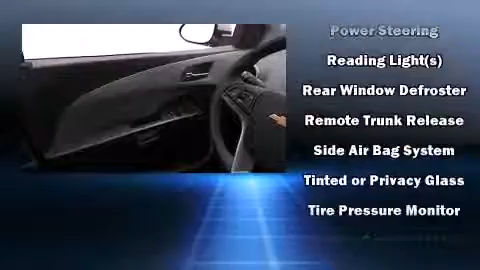 Power Steering
Reading Light(s)
Rear Window Defroster
Remote Trunk Release
Side Air Bag System
Tinted or Privacy Glass
Tire Pressure Monitor